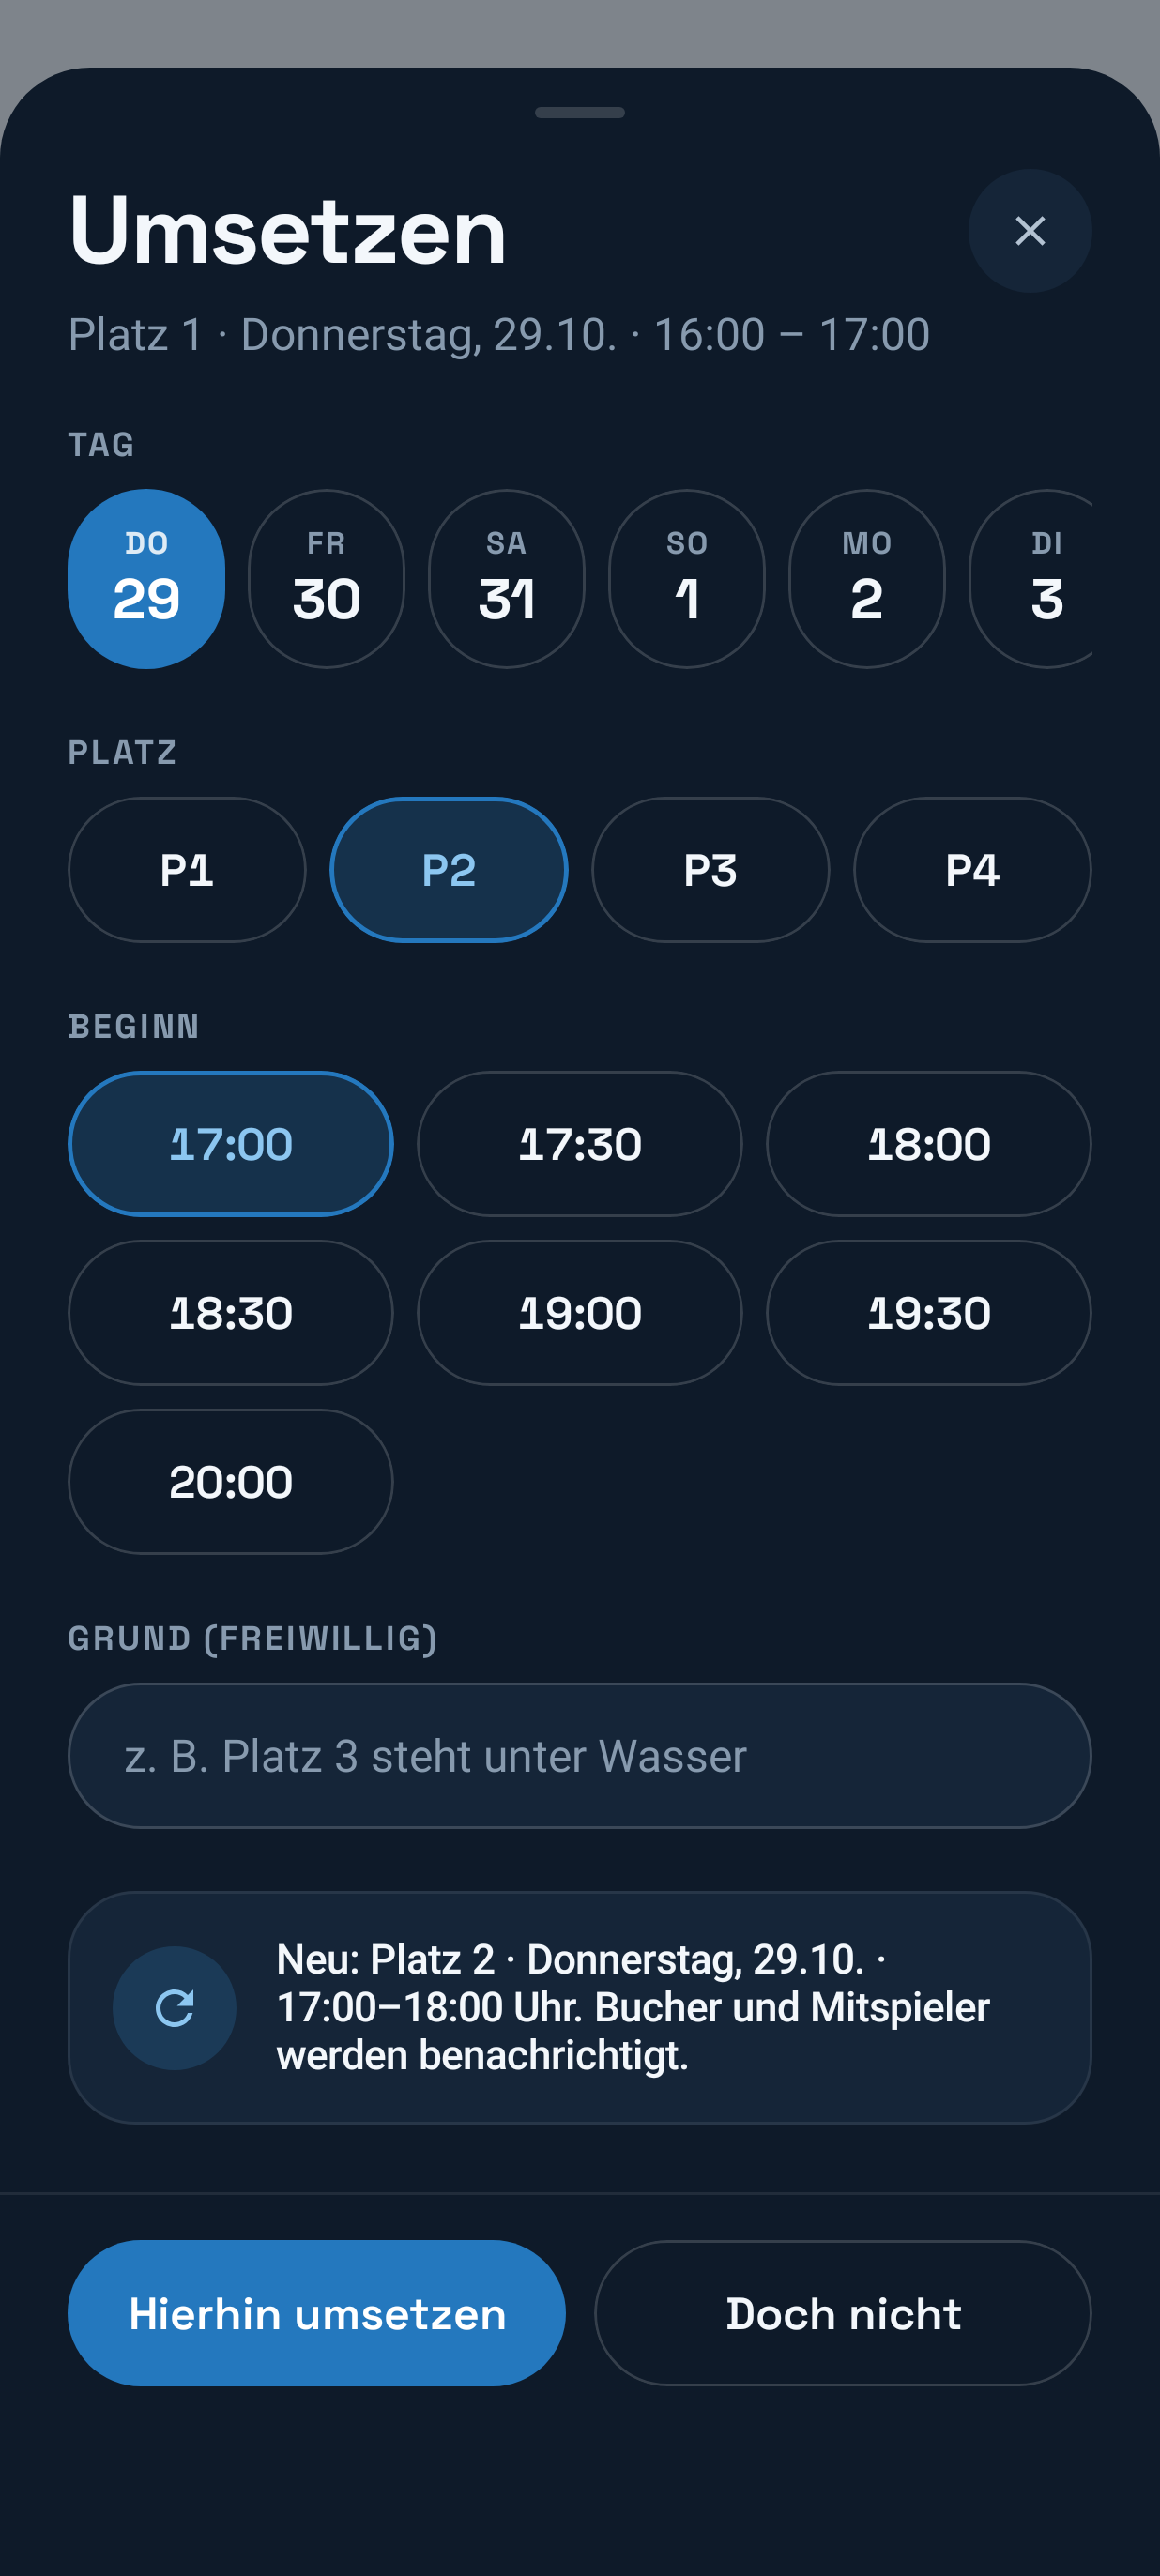 Umsetzen
Platz 1 · Donnerstag, 29.10. · 16:00 – 17:00
TAG
DO FR SA SO MO DI
29 30 31 1 2 3
PLATZ
P1 P2 P3 P4
BEGINN
17:00 17:30 18:00
18:30 19:00 19:30
20:00
GRUND (FREIWILLIG)
z. B. Platz 3 steht unter Wasser
Neu: Platz 2 · Donnerstag, 29.10. ·
17:00–18:00 Uhr. Bucher und Mitspieler
werden benachrichtigt.
Hierhin umsetzen Doch nicht